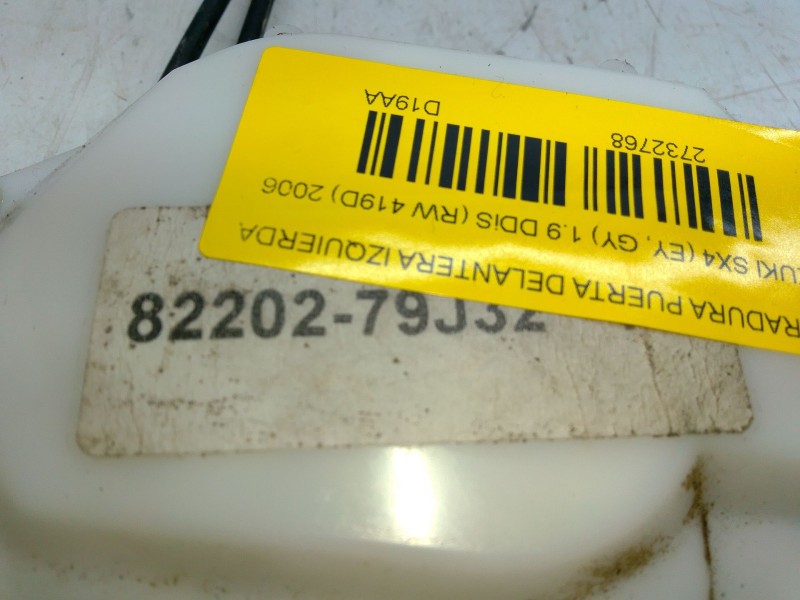 82202-79J32
RADURA PUERTA DELANTERA IZQUIERDA
UKI SX4 (EY, GY) 1.9 DDiS (RW 419D) 2006
2732768
D19AA